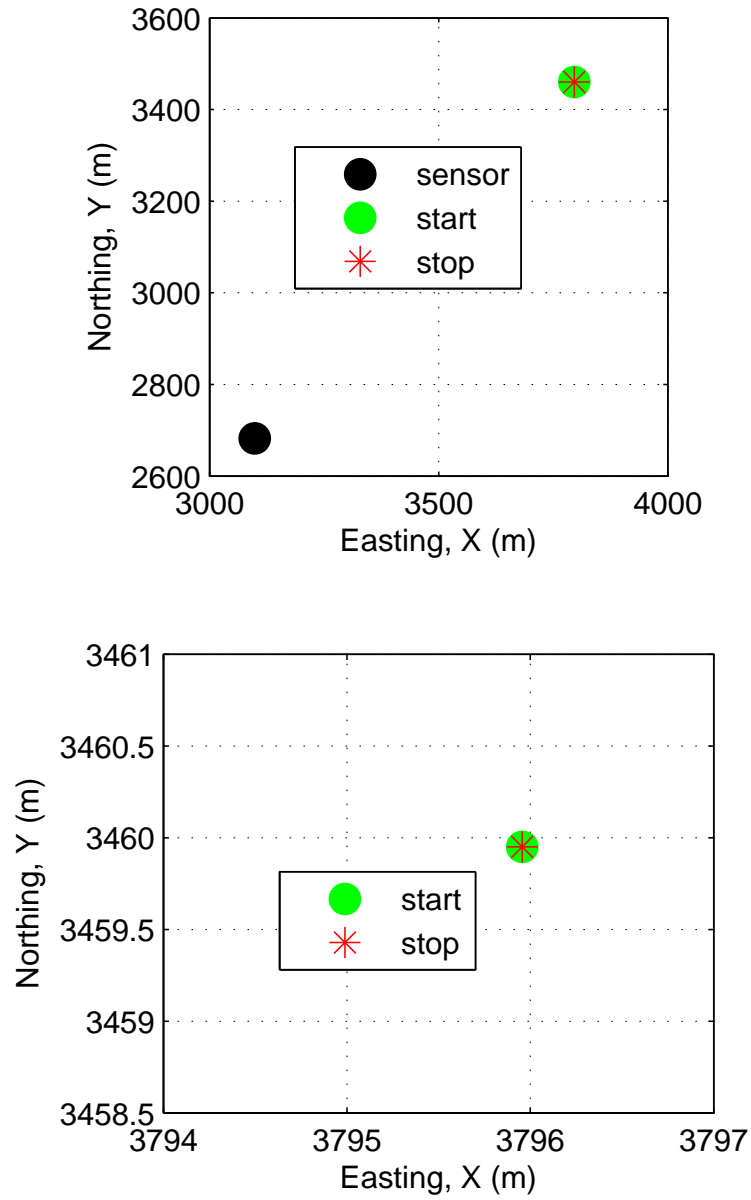 3600
3400
3200
3000
2800
2600
Northing, Y (m)
sensor
start
stop
3000
3500
4000
Easting, X (m)
3461
3460.5
3460
3459.5
3459
3458.5
Northing, Y (m)
start
stop
3794
3795
3796
3797
Easting, X (m)